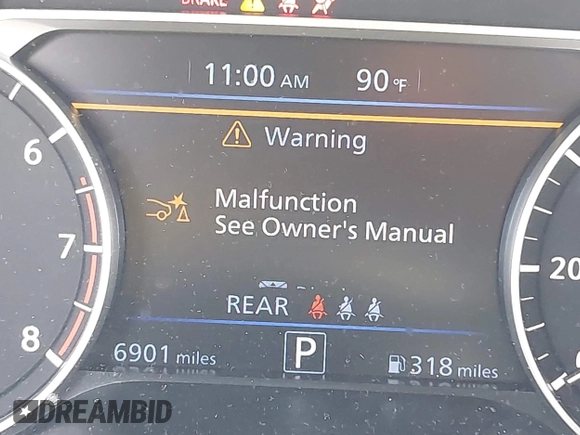 BRAKE
11:00 AM 90 °F
Warning
6
Malfunction
See Owner's Manual
7
20
REAR
8
6901 miles P 318 miles
DREAMBID